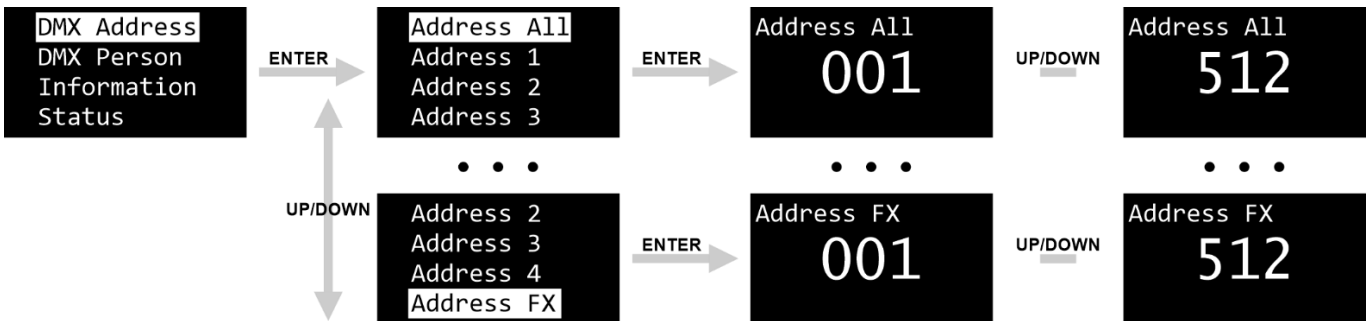 DMX Address
DMX Person
Information
Status
ENTER
Address All
Address 1
Address 2
Address 3
ENTER
Address All
001
UP/DOWN
Address All
512
• • •
• • •
• • •
UP/DOWN
Address 2
Address 3
Address 4
Address FX
ENTER
Address FX
001
UP/DOWN
Address FX
512